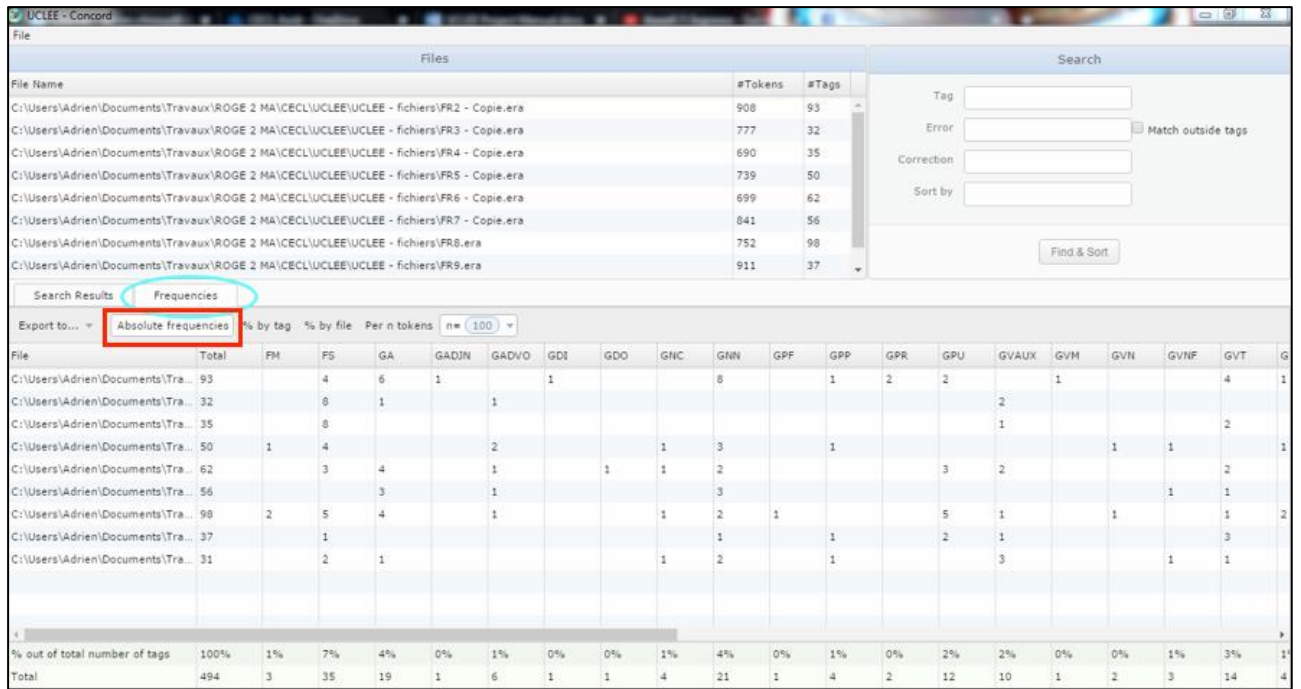 UCLEE - Concord
File
Files
Search
File Name #Tokens #Tags
C:\Users\Adrien\Documents\Travaux\ROGE 2 MA\CECL\UCLEE\UCLEE - fichiers\FR2 - Copie.era 908 93
C:\Users\Adrien\Documents\Travaux\ROGE 2 MA\CECL\UCLEE\UCLEE - fichiers\FR3 - Copie.era 777 32
C:\Users\Adrien\Documents\Travaux\ROGE 2 MA\CECL\UCLEE\UCLEE - fichiers\FR4 - Copie.era 690 35
C:\Users\Adrien\Documents\Travaux\ROGE 2 MA\CECL\UCLEE\UCLEE - fichiers\FR5 - Copie.era 739 50
C:\Users\Adrien\Documents\Travaux\ROGE 2 MA\CECL\UCLEE\UCLEE - fichiers\FR6 - Copie.era 699 62
C:\Users\Adrien\Documents\Travaux\ROGE 2 MA\CECL\UCLEE\UCLEE - fichiers\FR7 - Copie.era 841 56
C:\Users\Adrien\Documents\Travaux\ROGE 2 MA\CECL\UCLEE\UCLEE - fichiers\FR8.era 752 98
C:\Users\Adrien\Documents\Travaux\ROGE 2 MA\CECL\UCLEE\UCLEE - fichiers\FR9.era 911 37
Tag
Error Match outside tags
Correction
Sort by
Find & Sort
Search Results Frequencies
Export to... Absolute frequencies % by tag % by file Per n tokens n= 100
File Total FM FS GA GADJN GADVO GDI GDO GNC GNN GPF GPP GPR GPU GVAUX GVM GVN GVNF GVT G
C:\Users\Adrien\Documents\Tra... 93 4 6 1 1 8 1 2 2 1 4 1
C:\Users\Adrien\Documents\Tra... 32 8 1 1 2
C:\Users\Adrien\Documents\Tra... 35 8 1 2
C:\Users\Adrien\Documents\Tra... 50 1 4 2 1 3 1 1 1 1
C:\Users\Adrien\Documents\Tra... 62 3 4 1 1 1 2 3 2 2
C:\Users\Adrien\Documents\Tra... 56 3 1 3 1 1
C:\Users\Adrien\Documents\Tra... 98 2 5 4 1 1 2 1 5 1 1 1 2
C:\Users\Adrien\Documents\Tra... 37 1 1 1 2 1 3
C:\Users\Adrien\Documents\Tra... 31 2 1 1 2 1 3 1 1
% out of total number of tags 100% 1% 7% 4% 0% 1% 0% 0% 1% 4% 0% 1% 0% 2% 2% 0% 0% 1% 3% 1
Total 494 3 35 19 1 6 1 1 4 21 1 4 2 12 10 1 2 3 14 4